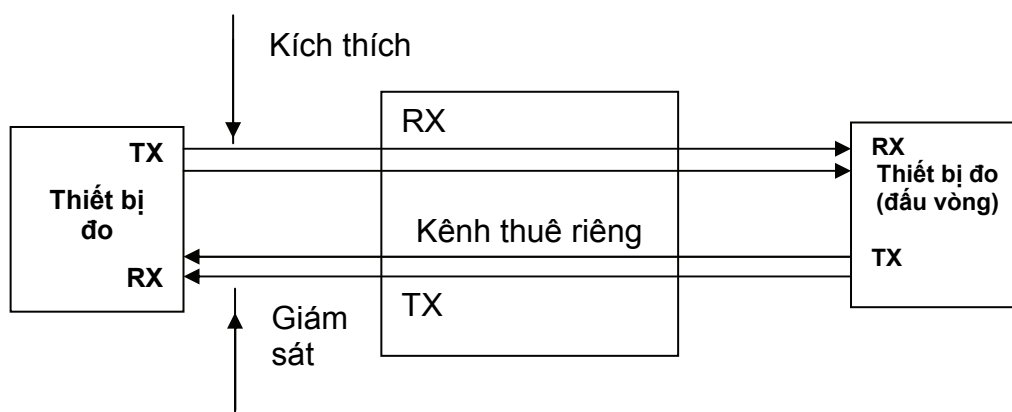 Kích thích
TX
Thiết bị
đo
RX
Giám
sát
RX
Kênh thuê riêng
TX
RX
Thiết bị đo
(đấu vòng)
TX